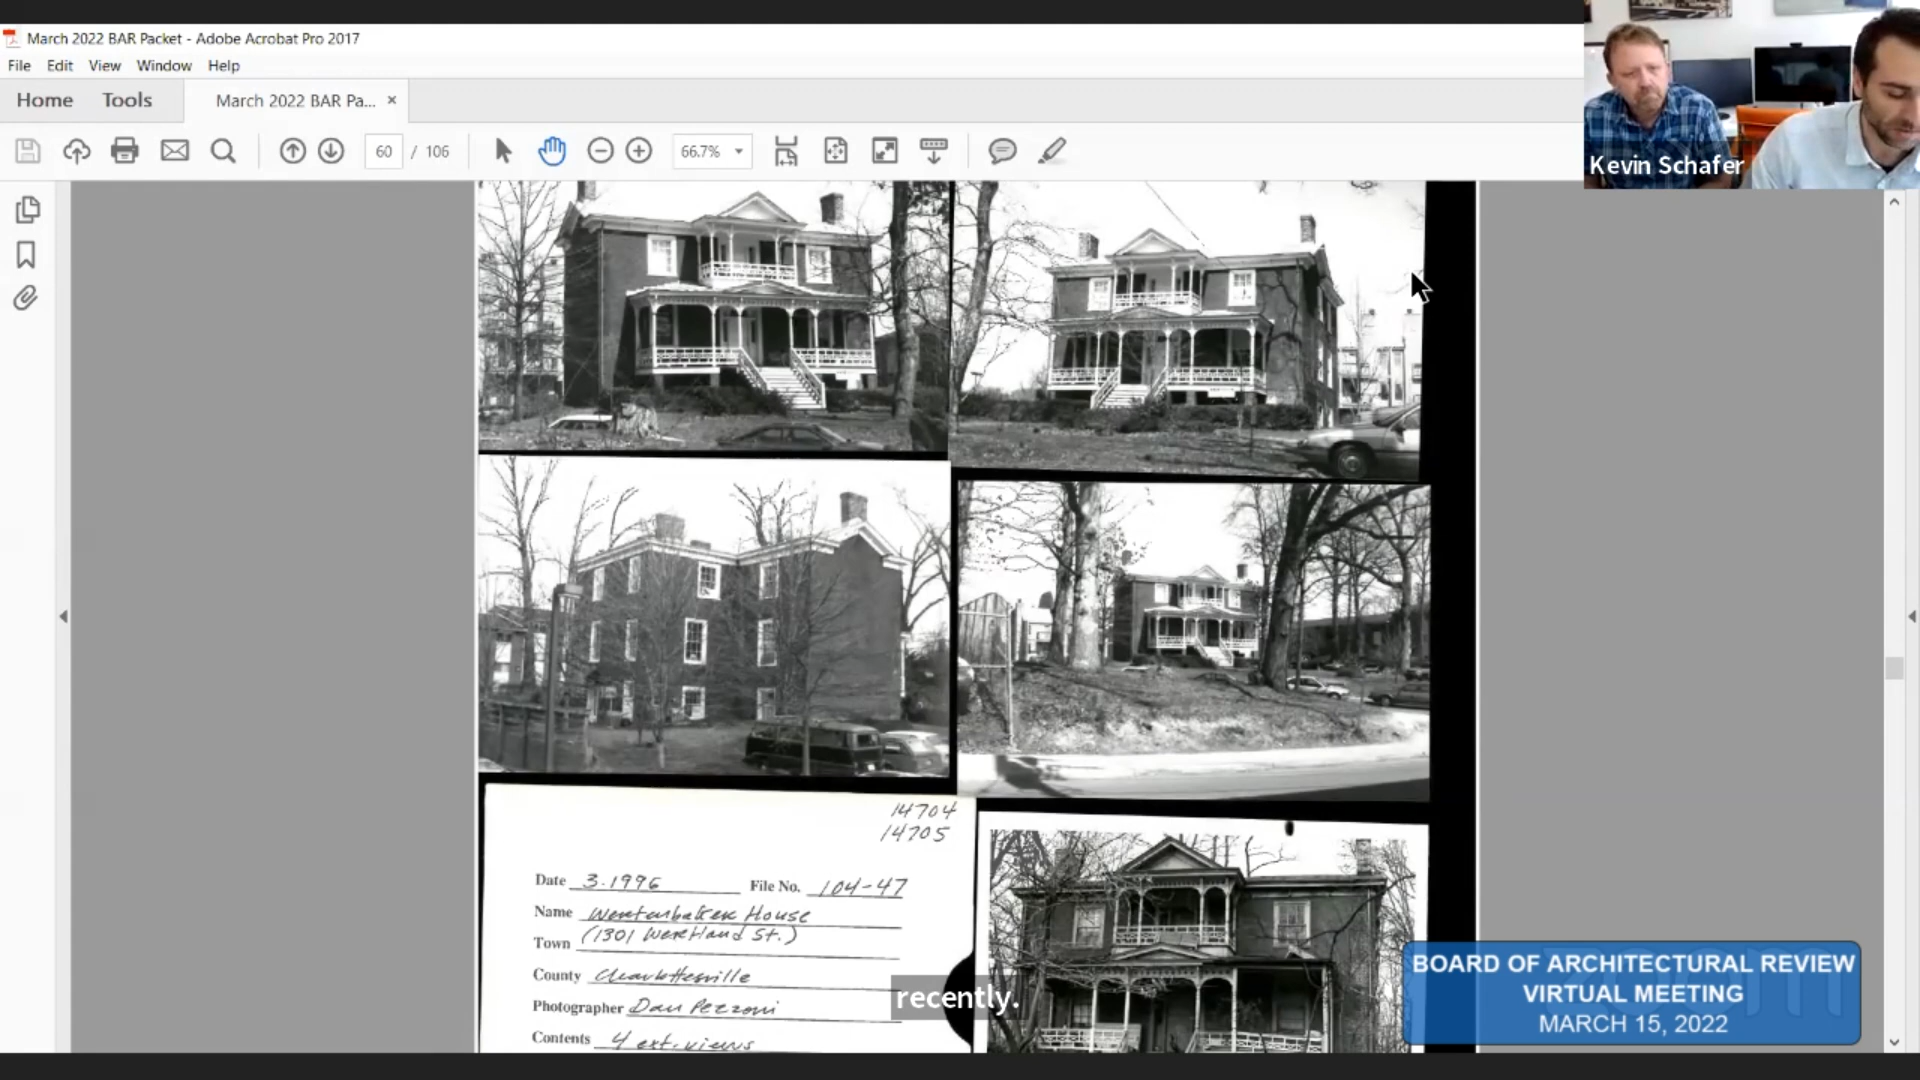 March 2022 BAR Packet - Adobe Acrobat Pro 2017
File Edit View Window Help
Home Tools March 2022 BAR Pa... ×
60 / 106 66.7%
Kevin Schafer
14704
14705
Date 3.1996 File No. 104-47
Name Wertenbaker House
Town (1301 Wertland St.)
County Charlottesville
Photographer Dan Pezzoni
Contents 4 ext. views
recently.
BOARD OF ARCHITECTURAL REVIEW
VIRTUAL MEETING
MARCH 15, 2022